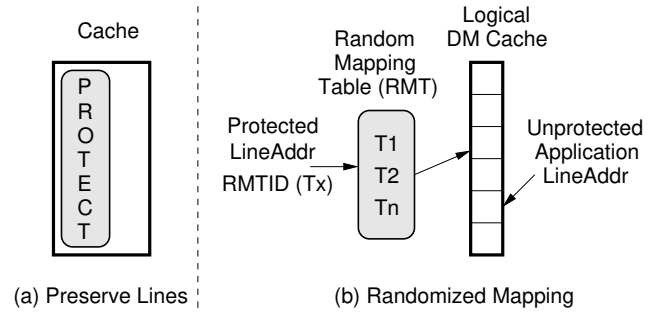 Cache
P
R
O
T
E
C
T
(a) Preserve Lines
Logical
DM Cache
Random
Mapping
Table (RMT)
Protected
LineAddr
RMTID (Tx)
T1
T2
Tn
Unprotected
Application
LineAddr
(b) Randomized Mapping